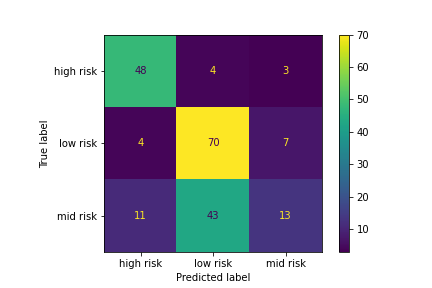 70
high risk 48 4 3
60
50
low risk 4 70 7
40
30
mid risk 11 43 13
20
10
high risk low risk mid risk
Predicted label
True label